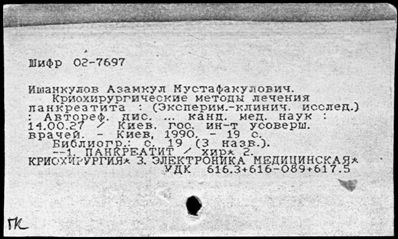 Шифр 02-7697
Ишанкулов Азамкул Мустафакулович.
Криохирургические методы лечения
панкреатита : (Эксперим.-клинич. исслед.)
: Автореф. дис. ... канд. мед. наук :
14.00.27 / Киев. гос. ин-т усоверш.
врачей. - Киев, 1990. - 19 с.
Библиогр.: с. 19 (3 назв.).
--1. ПАНКРЕАТИТ / хир* 2.
КРИОХИРУРГИЯ* 3. ЭЛЕКТРОНИКА МЕДИЦИНСКАЯ*
УДК 616.3+616-089+617.5
ГК